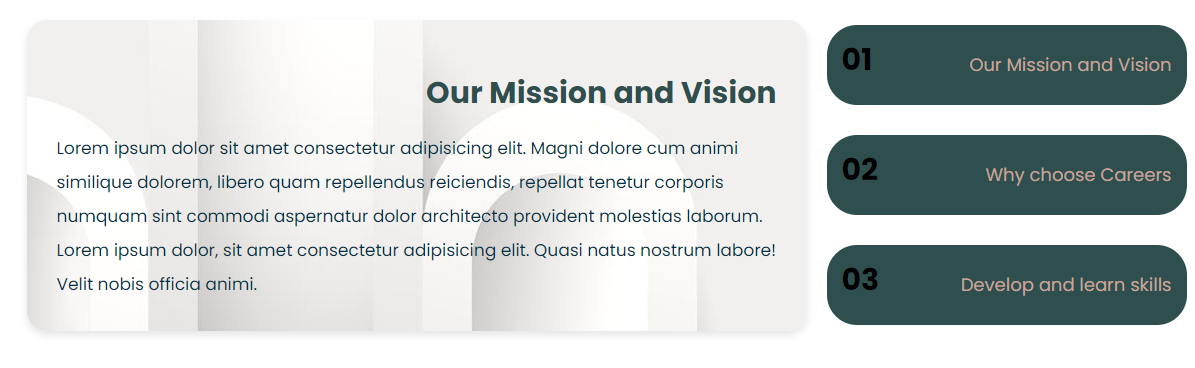 Our Mission and Vision
Lorem ipsum dolor sit amet consectetur adipisicing elit. Magni dolore cum animi
similique dolorem, libero quam repellendus reiciendis, repellat tenetur corporis
numquam sint commodi aspernatur dolor architecto provident molestias laborum.
Lorem ipsum dolor, sit amet consectetur adipisicing elit. Quasi natus nostrum labore!
Velit nobis officia animi.
01 Our Mission and Vision
02 Why choose Careers
03 Develop and learn skills